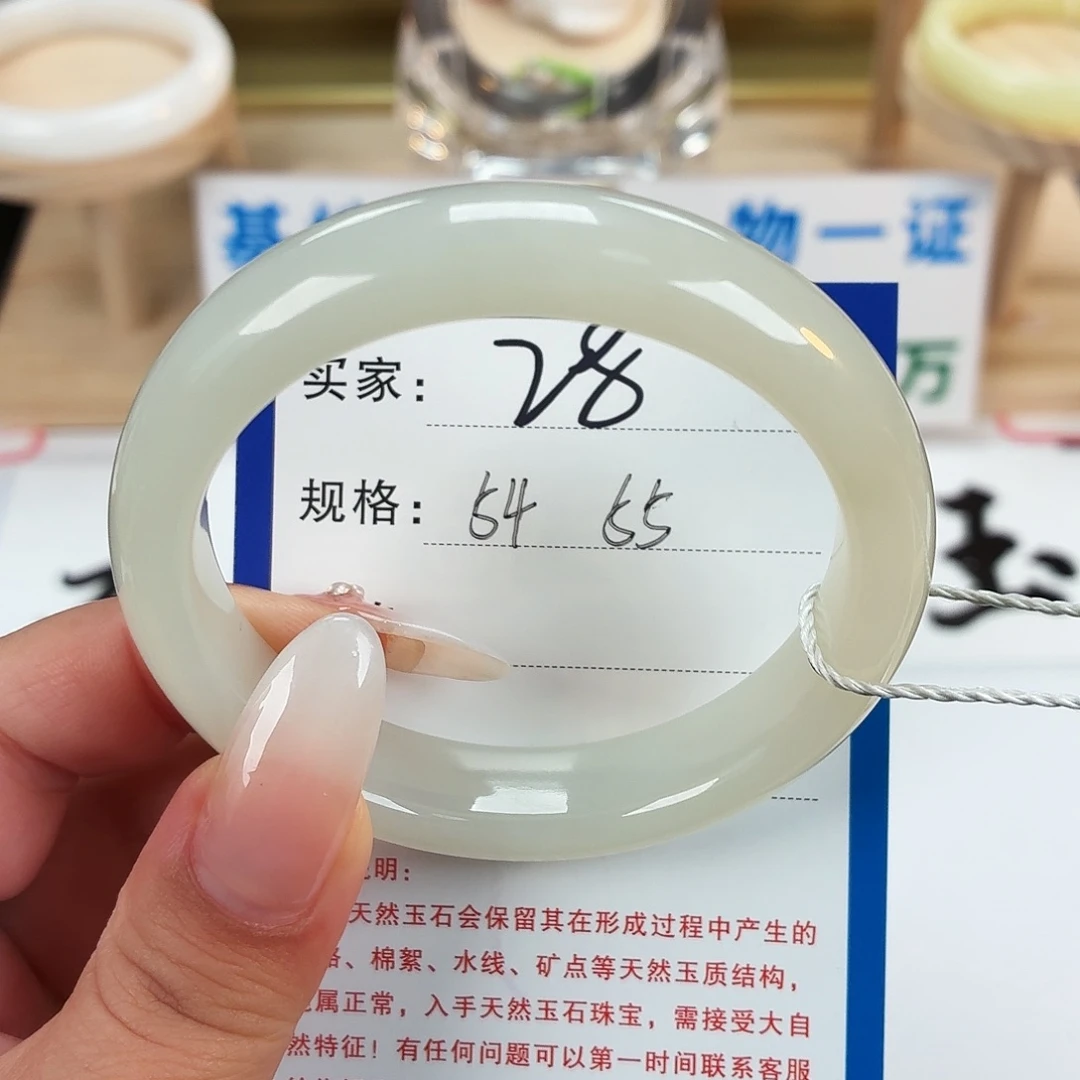 基
物一证
万
买家: 28
规格: 54 55
玉
明:
天然玉石会保留其在形成过程中产生的
、棉絮、水线、矿点等天然玉质结构,
属正常,入手天然玉石珠宝,需接受大自
然特征!有任何问题可以第一时间联系客服